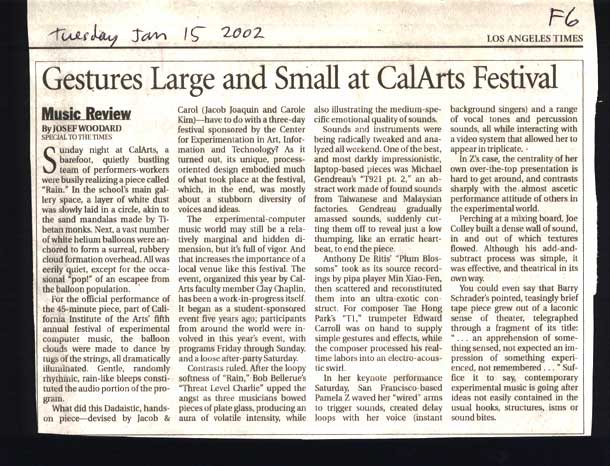 Tuesday Jan 15 2002
F6
LOS ANGELES TIMES
Gestures Large and Small at CalArts Festival
Music Review
By JOSEF WOODARD
SPECIAL TO THE TIMES
Sunday night at CalArts, a
barefoot, quietly bustling
team of performers-workers
were busily realizing a piece called
"Rain." In the school's main gal-
lery space, a layer of white dust
was slowly laid in a circle, akin to
the sand mandalas made by Ti-
betan monks. Next, a vast number
of white helium balloons were an-
chored to form a surreal, rubbery
cloud formation overhead. All was
eerily quiet, except for the occa-
sional "pop!" of an escapee from
the balloon population.
For the official performance of
the 45-minute piece, part of Cali-
fornia Institute of the Arts' fifth
annual festival of experimental
computer music, the balloon
clouds were made to dance by
tugs of the strings, all dramatically
illuminated. Gentle, randomly
rhythmic, rain-like bleeps consti-
tuted the audio portion of the pro-
gram.
What did this Dadaistic, hands-
on piece—devised by Jacob &
Carol (Jacob Joaquin and Carole
Kim)—have to do with a three-day
festival sponsored by the Center
for Experimentation in Art, Infor-
mation and Technology? As it
turned out, its unique, process-
oriented design embodied much
of what took place at the festival,
which, in the end, was mostly
about a stubborn diversity of
voices and ideas.
The experimental-computer
music world may still be a rela-
tively marginal and hidden di-
mension, but it's full of vigor. And
that increases the importance of a
local venue like this festival. The
event, organized this year by Cal-
Arts faculty member Clay Chaplin,
has been a work-in-progress itself.
It began as a student-sponsored
event five years ago; participants
from around the world were in-
volved in this year's event, with
programs Friday through Sunday,
and a loose after-party Saturday.
Contrasts ruled. After the loopy
softness of "Rain," Bob Bellerue's
"Threat Level Charlie" upped the
angst as three musicians bowed
pieces of plate glass, producing an
aura of volatile intensity, while
also illustrating the medium-spe-
cific emotional quality of sounds.
Sounds and instruments were
being radically tweaked and ana-
lyzed all weekend. One of the best,
and most darkly impressionistic,
laptop-based pieces was Michael
Gendreau's "T921 pt. 2," an ab-
stract work made of found sounds
from Taiwanese and Malaysian
factories. Gendreau gradually
amassed sounds, suddenly cut-
ting them off to reveal just a low
thumping, like an erratic heart-
beat, to end the piece.
Anthony De Ritis' "Plum Blos-
soms" took as its source record-
ings by pipa player Min Xiao-Fen,
then scattered and reconstituted
them into an ultra-exotic con-
struct. For composer Tae Hong
Park's "T1," trumpeter Edward
Carroll was on hand to supply
simple gestures and effects, while
the composer processed his real-
time labors into an electro-acous-
tic swirl.
In her keynote performance
Saturday, San Francisco-based
Pamela Z waved her "wired" arms
to trigger sounds, created delay
loops with her voice (instant
background singers) and a range
of vocal tones and percussion
sounds, all while interacting with
a video system that allowed her to
appear in triplicate.
In Z's case, the centrality of her
own over-the-top presentation is
hard to get around, and contrasts
sharply with the almost ascetic
performance attitude of others in
the experimental world.
Perching at a mixing board, Joe
Colley built a dense wall of sound,
in and out of which textures
flowed. Although his add-and-
subtract process was simple, it
was effective, and theatrical in its
own way.
You could even say that Barry
Schrader's pointed, teasingly brief
tape piece grew out of a laconic
sense of theater, telegraphed
through a fragment of its title:
" . . . an apprehension of some-
thing sensed, not expected an im-
pression of something experi-
enced, not remembered . . . " Suf-
fice it to say, contemporary
experimental music is going after
ideas not easily contained in the
usual hooks, structures, isms or
sound bites.